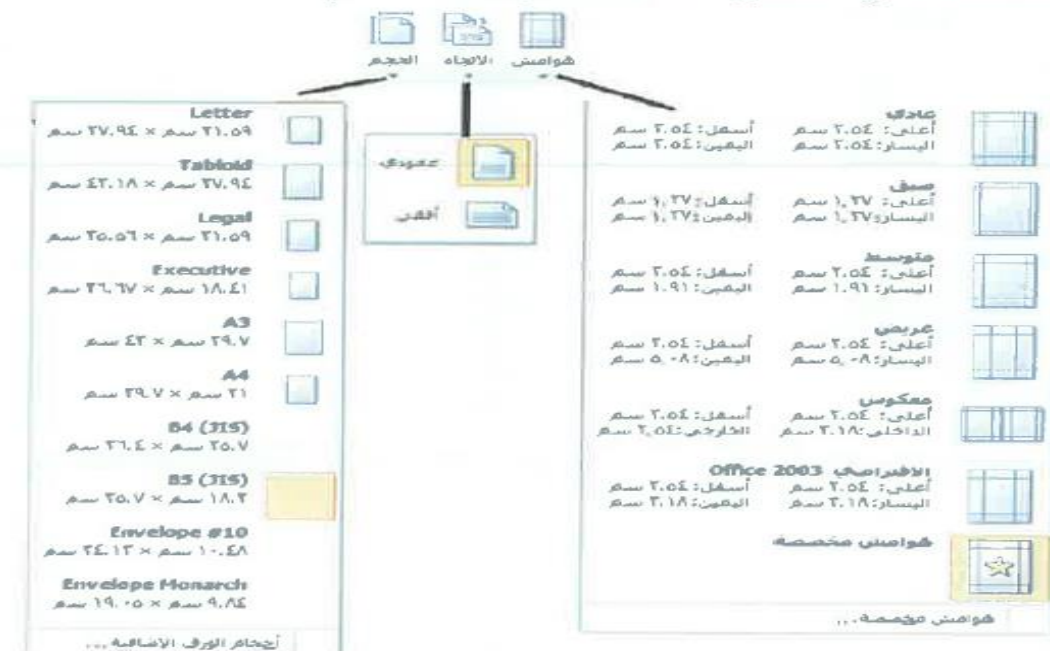 هوامش الاتجاه الحجم
عادي
أعلى: ٢.٥٤ سم أسفل: ٢.٥٤ سم
اليسار: ٢.٥٤ سم اليمين: ٢.٥٤ سم
ضيق
أعلى: ١,٢٧ سم أسفل: ١,٢٧ سم
اليسار: ١,٢٧ سم اليمين: ١,٢٧ سم
متوسط
أعلى: ٢.٥٤ سم أسفل: ٢.٥٤ سم
اليسار: ١.٩١ سم اليمين: ١.٩١ سم
عريض
أعلى: ٢.٥٤ سم أسفل: ٢.٥٤ سم
اليسار: ٥,٠٨ سم اليمين: ٥,٠٨ سم
معكوس
أعلى: ٢.٥٤ سم أسفل: ٢.٥٤ سم
الداخلي: ٣.١٨ سم الخارجي: ٢,٥٤ سم
الافتراضي Office 2003
أعلى: ٢.٥٤ سم أسفل: ٢.٥٤ سم
اليسار: ٣.١٨ سم اليمين: ٣.١٨ سم
هوامش مخصصة
هوامش مخصصة...
عمودي
أفقي
Letter
٢١.٥٩ سم × ٢٧.٩٤ سم
Tabloid
٢٧.٩٤ سم × ٤٣.١٨ سم
Legal
٢١.٥٩ سم × ٣٥.٥٦ سم
Executive
١٨.٤١ سم × ٢٦.٦٧ سم
A3
٢٩.٧ سم × ٤٢ سم
A4
٢١ سم × ٢٩.٧ سم
B4 (JIS)
٢٥.٧ سم × ٣٦.٤ سم
B5 (JIS)
١٨.٢ سم × ٢٥.٧ سم
Envelope #10
١٠.٤٨ سم × ٢٤.١٣ سم
Envelope Monarch
٩.٨٤ سم × ١٩.٠٥ سم
أحجام الورق الإضافية ...